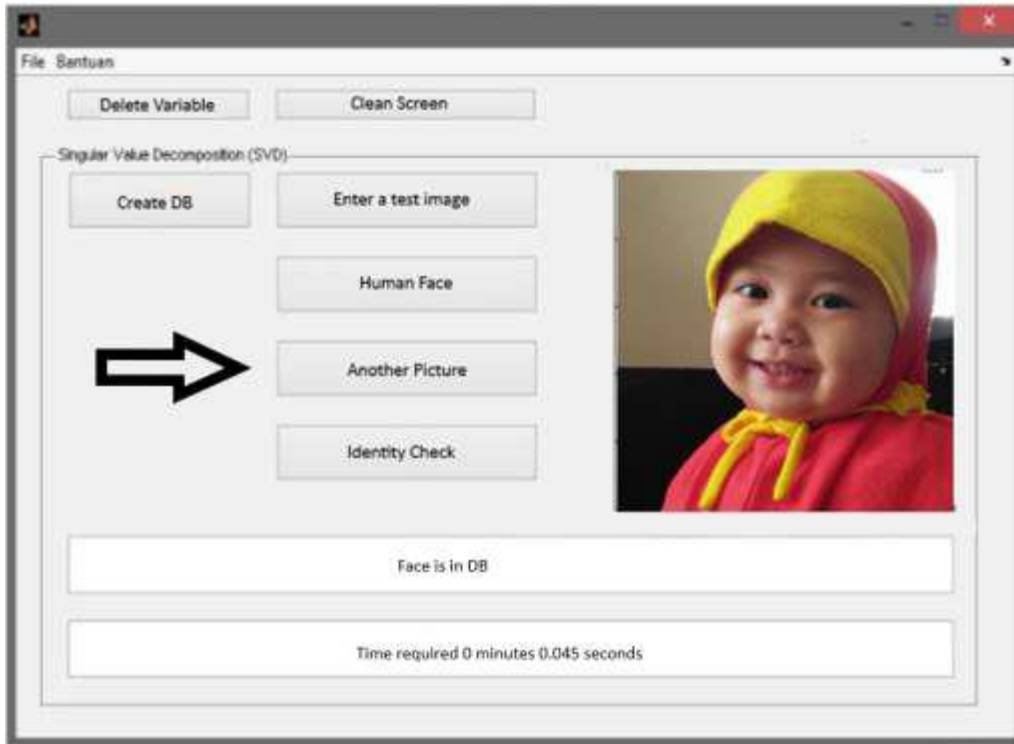 File Bantuan
Delete Variable Clean Screen
Singular Value Decomposition (SVD)
Create DB Enter a test image
Human Face
Another Picture
Identity Check
Face is in DB
Time required 0 minutes 0.045 seconds